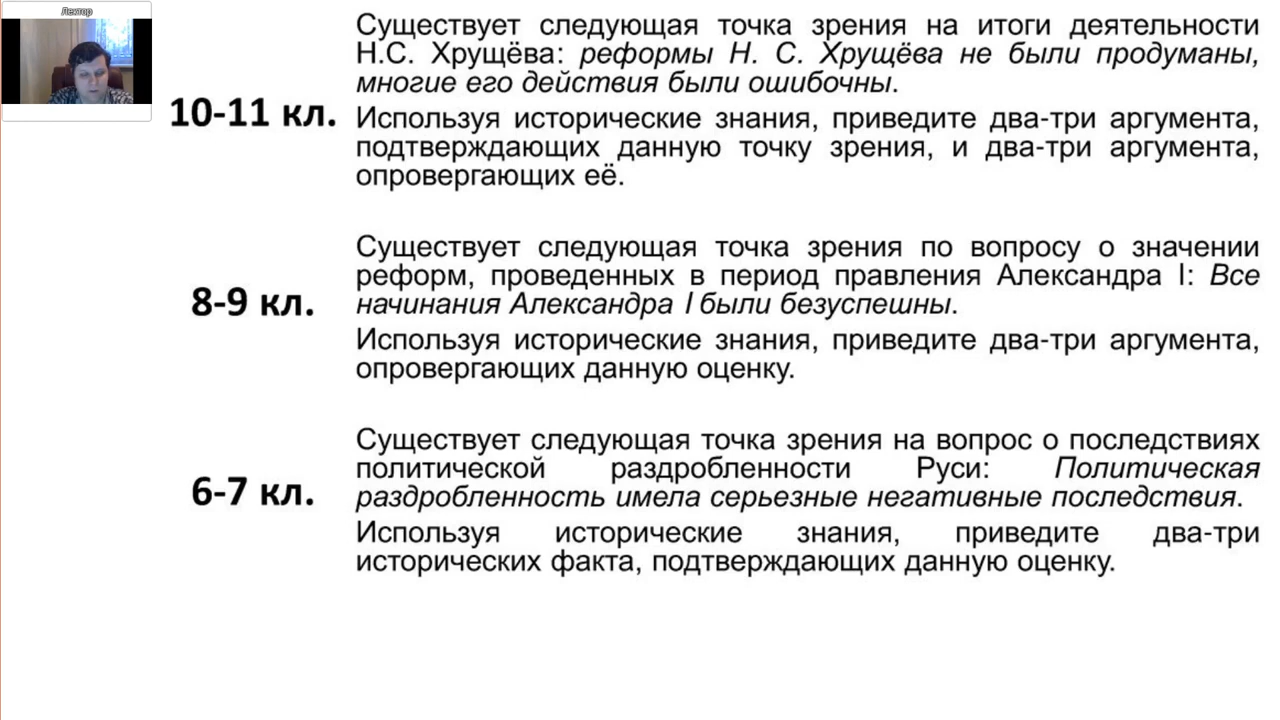 Лектор
Существует следующая точка зрения на итоги деятельности
Н.С. Хрущёва: реформы Н. С. Хрущёва не были продуманы,
многие его действия были ошибочны.
10-11 кл.
Используя исторические знания, приведите два-три аргумента,
подтверждающих данную точку зрения, и два-три аргумента,
опровергающих её.
Существует следующая точка зрения по вопросу о значении
реформ, проведенных в период правления Александра I: Все
8-9 кл.
начинания Александра I были безуспешны.
Используя исторические знания, приведите два-три аргумента,
опровергающих данную оценку.
Существует следующая точка зрения на вопрос о последствиях
политической раздробленности Руси: Политическая
6-7 кл.
раздробленность имела серьезные негативные последствия.
Используя исторические знания, приведите два-три
исторических факта, подтверждающих данную оценку.